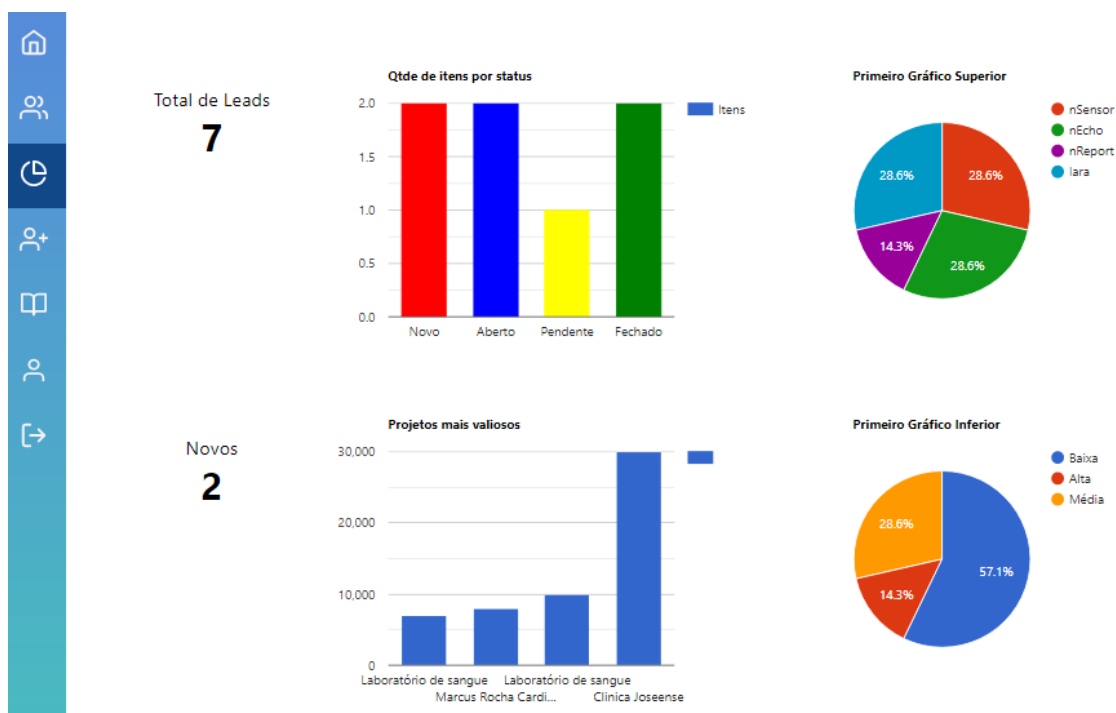 Total de Leads
7
Qtde de itens por status
2.0
1.5
1.0
0.5
0.0
Novo
Aberto
Pendente
Fechado
Itens
Primeiro Gráfico Superior
28.6%
28.6%
14.3%
28.6%
nSensor
nEcho
nReport
Iara
Novos
2
Projetos mais valiosos
30,000
20,000
10,000
0
Laboratório de sangue
Marcus Rocha Cardi...
Laboratório de sangue
Clinica Joseense
Primeiro Gráfico Inferior
28.6%
57.1%
14.3%
Baixa
Alta
Média